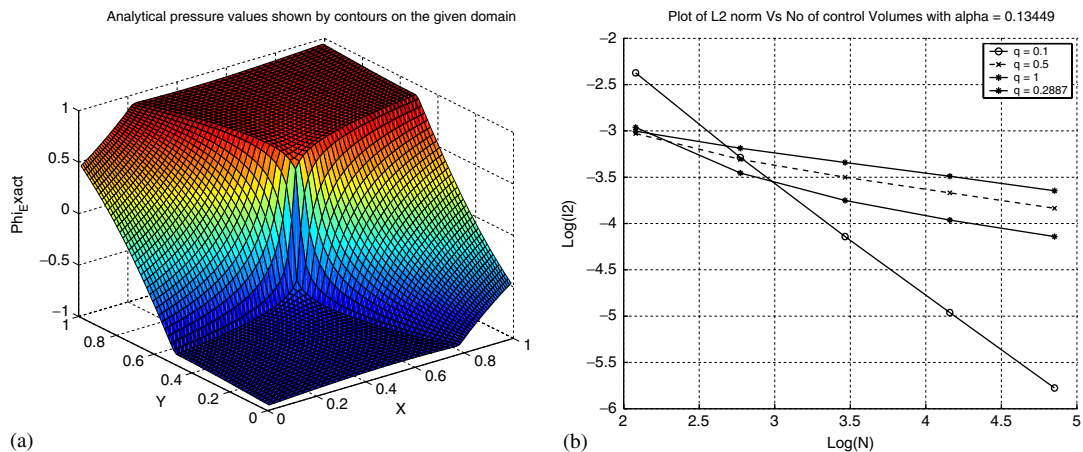 Analytical pressure values shown by contours on the given domain
Phi_Exact
1
0.5
0
−0.5
−1
1
0.8
0.6
0.4
0.2
0
Y
0
0.2
0.4
0.6
0.8
1
X
(a)
Plot of L2 norm Vs No of control Volumes with alpha = 0.13449
Log(l2)
−2
−2.5
−3
−3.5
−4
−4.5
−5
−5.5
−6
2
2.5
3
3.5
4
4.5
5
Log(N)
q = 0.1
q = 0.5
q = 1
q = 0.2887
(b)